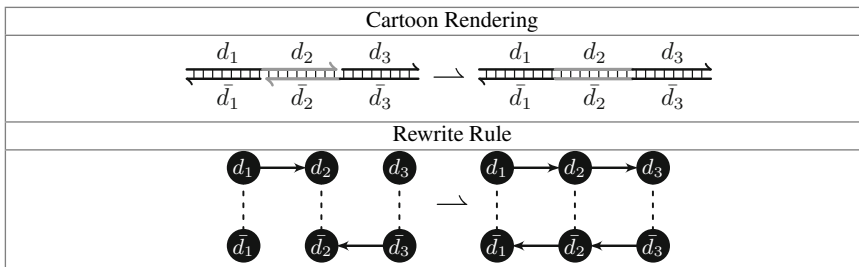 Cartoon Rendering
d₁ d₂ d₃ ⇀ d₁ d₂ d₃
d̄₁ d̄₂ d̄₃ d̄₁ d̄₂ d̄₃
Rewrite Rule
d₁ d₂ d₃ ⇀ d₁ d₂ d₃
d̄₁ d̄₂ d̄₃ d̄₁ d̄₂ d̄₃